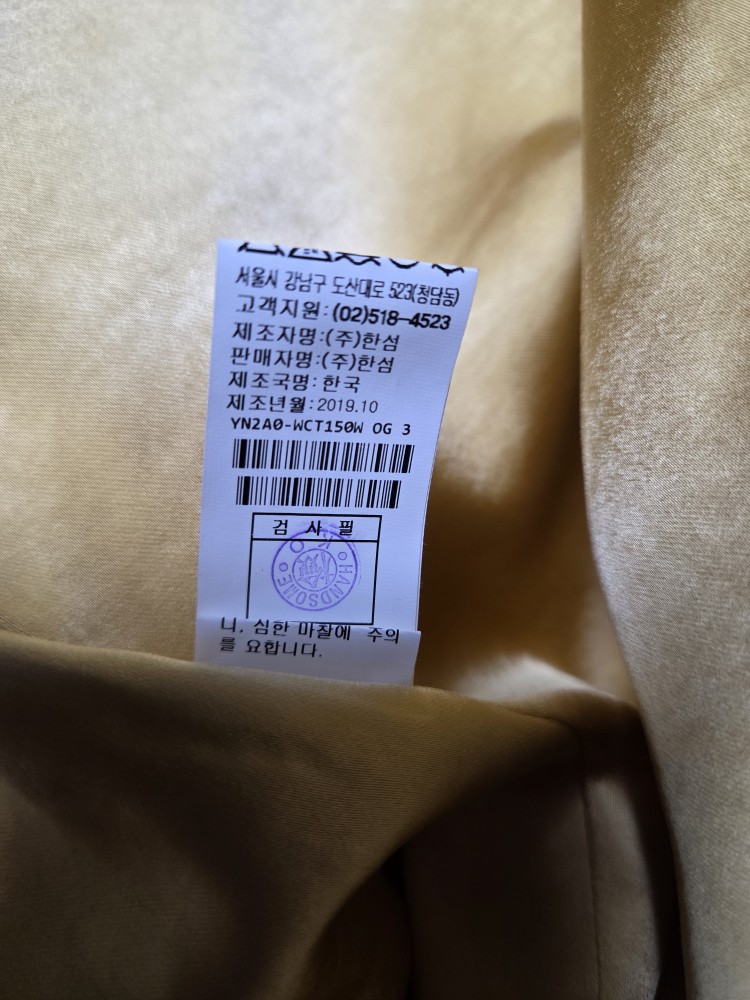 서울시 강남구 도산대로 523(청담동)
고객지원:(02)518-4523
제조자명:(주)한섬
판매자명:(주)한섬
제조국명:한국
제조년월:2019.10
YN2A0-WCT150W OG 3
검 사 필
OK HANDSOME
니, 심한 마찰에 주의
를 요합니다.